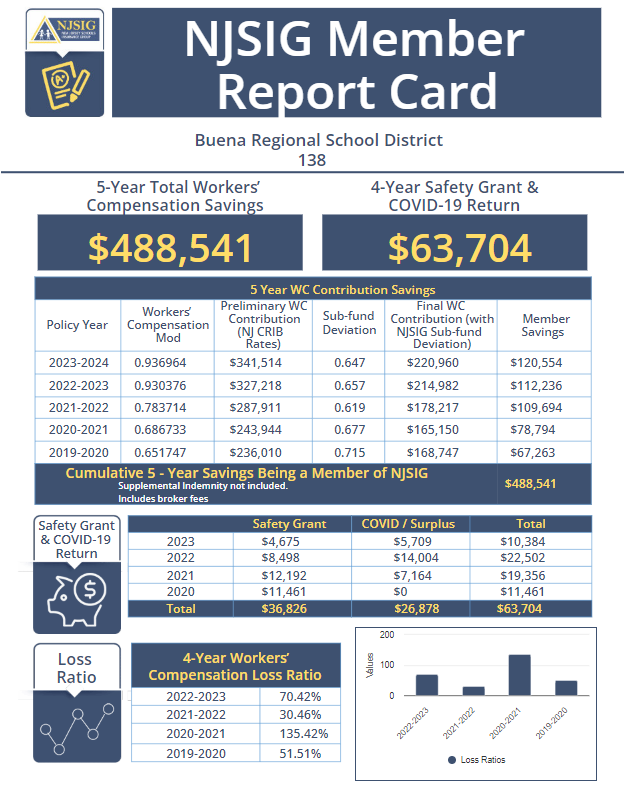 NJSIG
NEW JERSEY SCHOOLS
INSURANCE GROUP
A+
NJSIG Member
Report Card
Buena Regional School District
138
5-Year Total Workers'
Compensation Savings
$488,541
4-Year Safety Grant &
COVID-19 Return
$63,704
5 Year WC Contribution Savings
Policy Year
Workers'
Compensation
Mod
Preliminary WC
Contribution
(NJ CRIB
Rates)
Sub-fund
Deviation
Final WC
Contribution (with
NJSIG Sub-fund
Deviation)
Member
Savings
2023-2024 0.936964 $341,514 0.647 $220,960 $120,554
2022-2023 0.930376 $327,218 0.657 $214,982 $112,236
2021-2022 0.783714 $287,911 0.619 $178,217 $109,694
2020-2021 0.686733 $243,944 0.677 $165,150 $78,794
2019-2020 0.651747 $236,010 0.715 $168,747 $67,263
Cumulative 5 - Year Savings Being a Member of NJSIG
Supplemental Indemnity not included.
Includes broker fees
$488,541
Safety Grant
& COVID-19
Return
$
Safety Grant COVID / Surplus Total
2023 $4,675 $5,709 $10,384
2022 $8,498 $14,004 $22,502
2021 $12,192 $7,164 $19,356
2020 $11,461 $0 $11,461
Total $36,826 $26,878 $63,704
Loss
Ratio
4-Year Workers'
Compensation Loss Ratio
2022-2023 70.42%
2021-2022 30.46%
2020-2021 135.42%
2019-2020 51.51%
Values
200
100
0
2022-2023
2021-2022
2020-2021
2019-2020
Loss Ratios